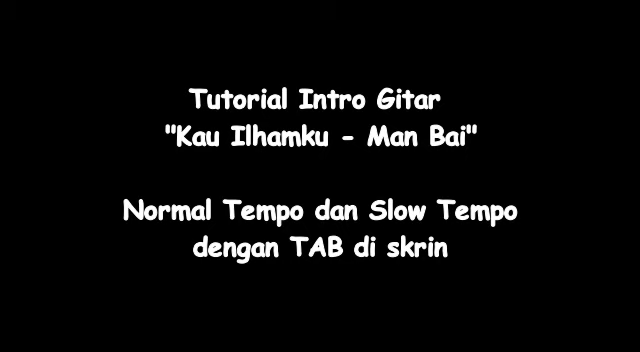 Tutorial Intro Gitar
"Kau Ilhamku - Man Bai"
Normal Tempo dan Slow Tempo
dengan TAB di skrin